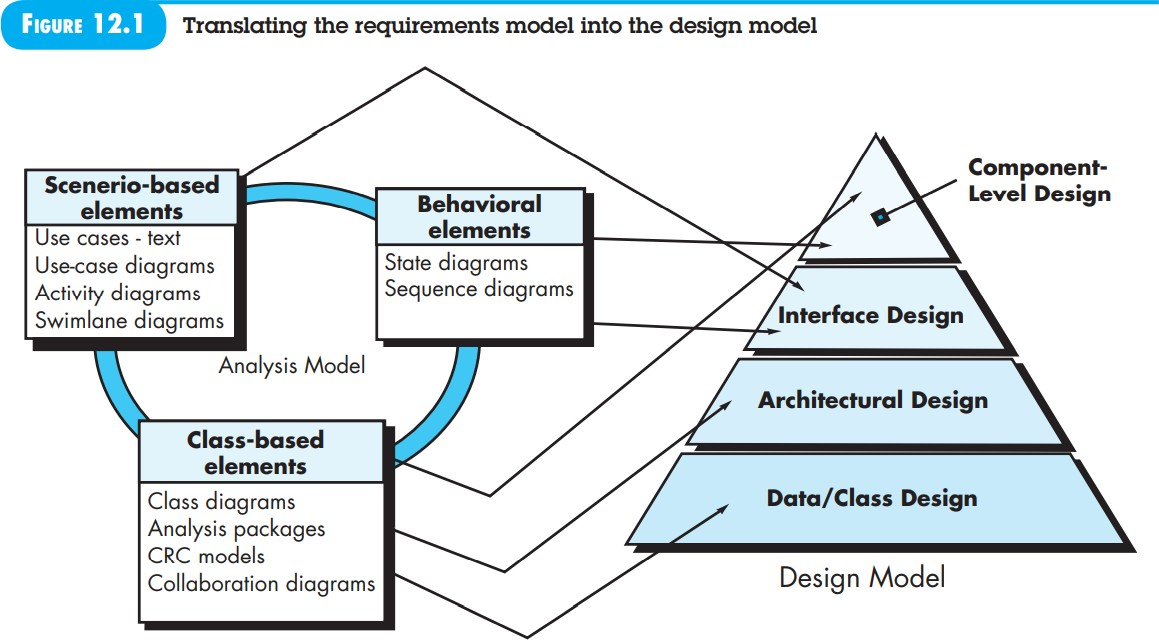 FIGURE 12.1 Translating the requirements model into the design model
Scenerio-based
elements
Use cases - text
Use-case diagrams
Activity diagrams
Swimlane diagrams
Behavioral
elements
State diagrams
Sequence diagrams
Analysis Model
Class-based
elements
Class diagrams
Analysis packages
CRC models
Collaboration diagrams
Component-
Level Design
Interface Design
Architectural Design
Data/Class Design
Design Model